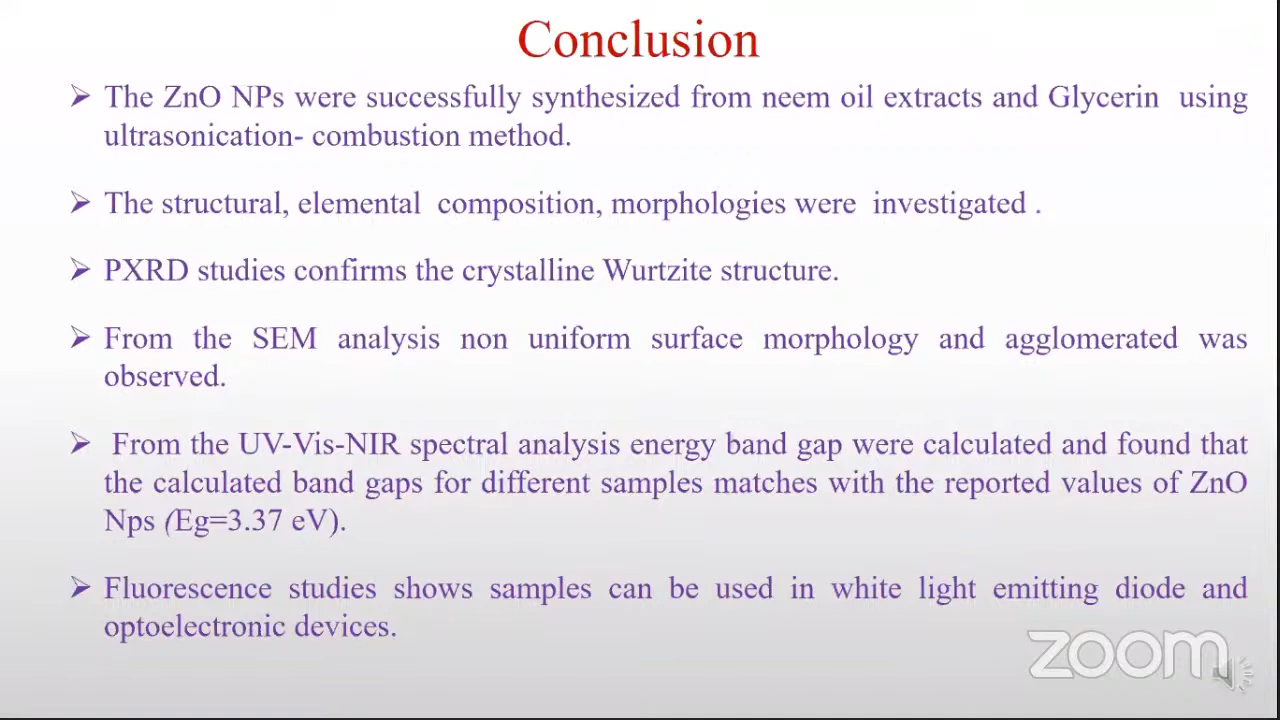 Conclusion
The ZnO NPs were successfully synthesized from neem oil extracts and Glycerin using
ultrasonication- combustion method.
The structural, elemental composition, morphologies were investigated .
PXRD studies confirms the crystalline Wurtzite structure.
From the SEM analysis non uniform surface morphology and agglomerated was
observed.
From the UV-Vis-NIR spectral analysis energy band gap were calculated and found that
the calculated band gaps for different samples matches with the reported values of ZnO
Nps (Eg=3.37 eV).
Fluorescence studies shows samples can be used in white light emitting diode and
optoelectronic devices.
zoom